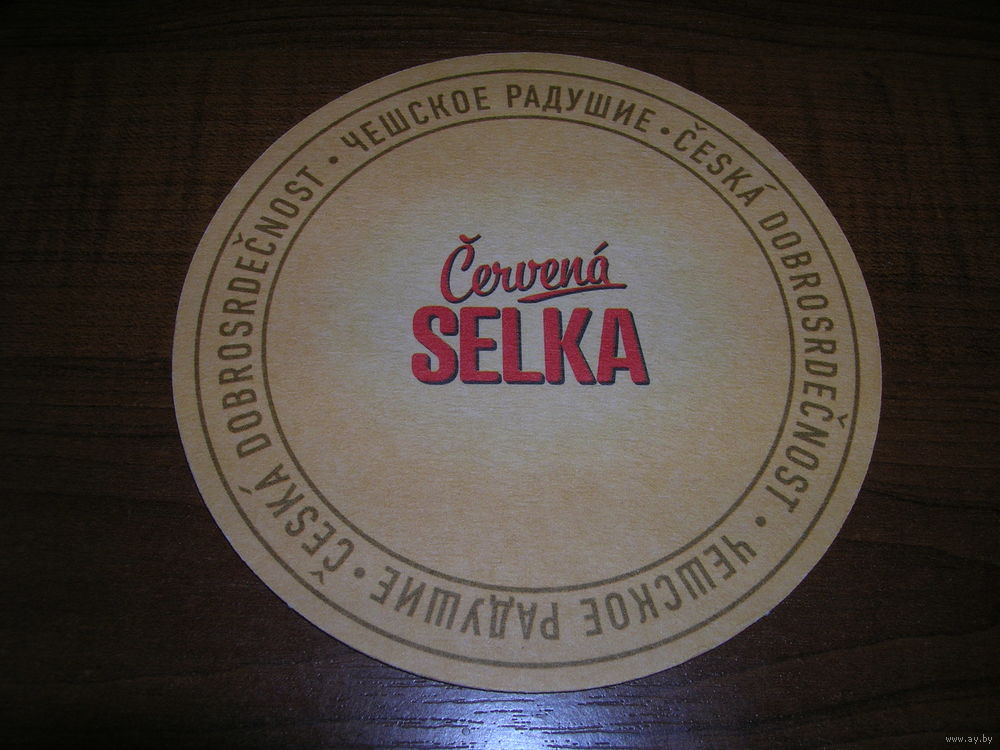 ЧЕШСКОЕ РАДУШИЕ • ČESKÁ DOBROSRDEČNOST • ЧЕШСКОЕ РАДУШИЕ • ČESKÁ DOBROSRDEČNOST •
Červená
SELKA
www.ay.by